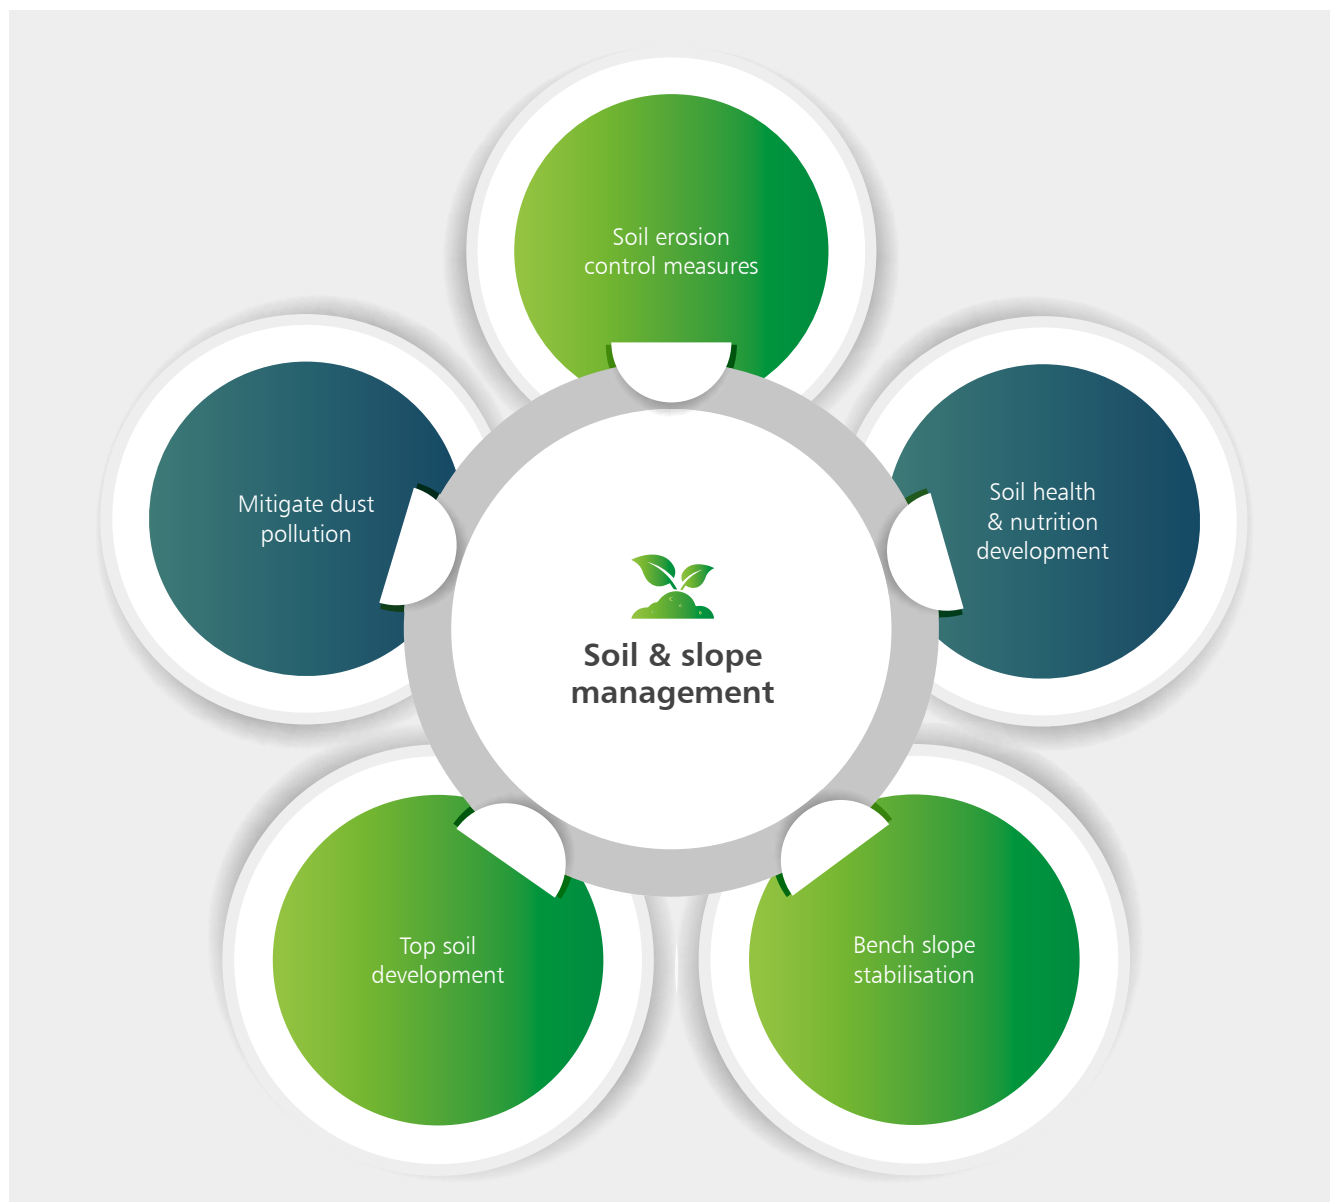 Soil erosion
control measures
Mitigate dust
pollution
Soil health
& nutrition
development
Soil & slope
management
Top soil
development
Bench slope
stabilisation